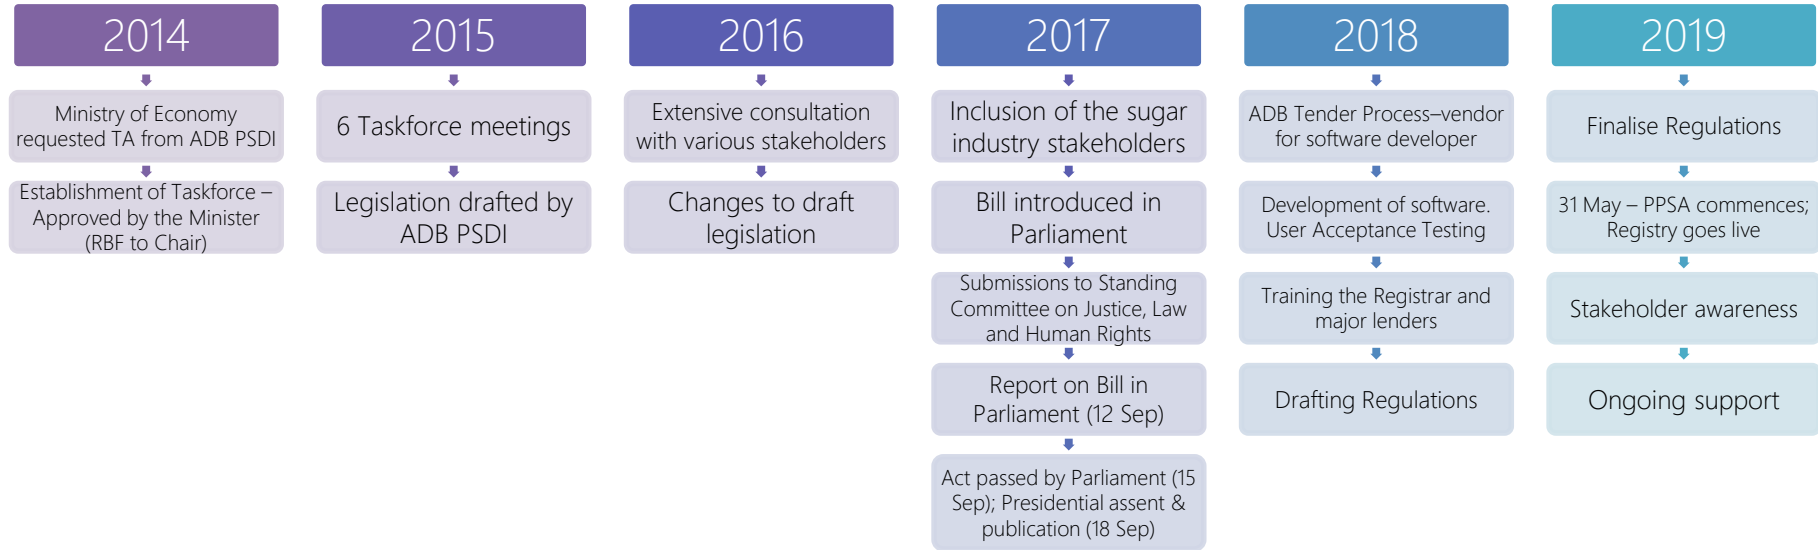 2014
Ministry of Economy
requested TA from ADB PSDI
Establishment of Taskforce –
Approved by the Minister
(RBF to Chair)
2015
6 Taskforce meetings
Legislation drafted by
ADB PSDI
2016
Extensive consultation
with various stakeholders
Changes to draft
legislation
2017
Inclusion of the sugar
industry stakeholders
Bill introduced in
Parliament
Submissions to Standing
Committee on Justice, Law
and Human Rights
Report on Bill in
Parliament (12 Sep)
Act passed by Parliament (15
Sep); Presidential assent &
publication (18 Sep)
2018
ADB Tender Process–vendor
for software developer
Development of software.
User Acceptance Testing
Training the Registrar and
major lenders
Drafting Regulations
2019
Finalise Regulations
31 May – PPSA commences;
Registry goes live
Stakeholder awareness
Ongoing support